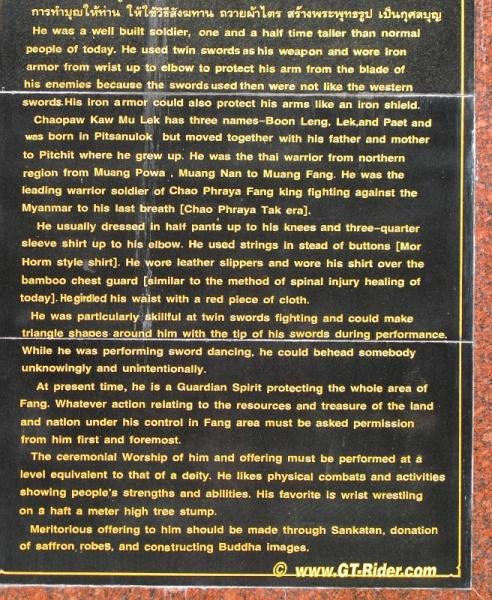 การทำบุญให้ท่าน ให้ใช้วิธีสังฆทาน ถวายผ้าไตร สร้างพระพุทธรูป เป็นกุศลบุญ
He was a well built soldier, one and a half time taller than normal
people of today. He used twin swords as his weapon and wore iron
armor from wrist up to elbow to protect his arm from the blade of
his enemies because the swords used then were not like the western
swords. His iron armor could also protect his arms like an iron shield.
Chaopaw Kaw Mu Lek has three names-Boon Leng, Lek,and Paet and
was born in Pitsanulok but moved together with his father and mother
to Pitchit where he grew up. He was the thai warrior from northern
region from Muang Powa , Muang Nan to Muang Fang. He was the
leading warrior soldier of Chao Phraya Fang king fighting against the
Myanmar to his last breath [Chao Phraya Tak era].
He usually dressed in half pants up to his knees and three-quarter
sleeve shirt up to his elbow. He used strings in stead of buttons [Mor
Horm style shirt]. He wore leather slippers and wore his shirt over the
bamboo chest guard [similar to the method of spinal injury healing of
today]. He girdled his waist with a red piece of cloth.
He was particularly skillful at twin swords fighting and could make
triangle shapes around him with the tip of his swords during performance.
While he was performing sword dancing, he could behead somebody
unknowingly and unintentionally.
At present time, he is a Guardian Spirit protecting the whole area of
Fang. Whatever action relating to the resources and treasure of the land
and nation under his control in Fang area must be asked permission
from him first and foremost.
The ceremonial Worship of him and offering must be performed at a
level equivalent to that of a deity. He likes physical combats and activities
showing people's strengths and abilities. His favorite is wrist wrestling
on a haft a meter high tree stump.
Meritorious offering to him should be made through Sankatan, donation
of saffron robes, and constructing Buddha images.
© www.GT-Rider.com